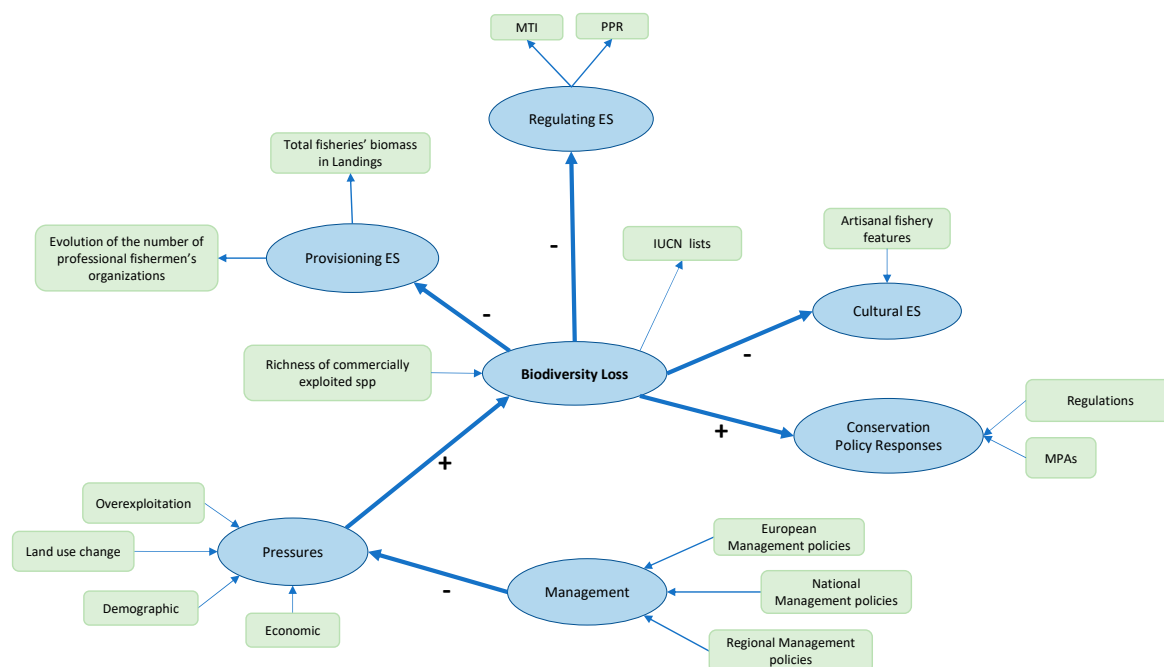 MTI
PPR
Regulating ES
Total fisheries’ biomass
in Landings
Evolution of the number of
professional fishermen’s
organizations
Provisioning ES
-
-
IUCN lists
Artisanal fishery
features
Cultural ES
-
Richness of commercially
exploited spp
Biodiversity Loss
+
Conservation
Policy Responses
Regulations
MPAs
+
Overexploitation
Land use change
Pressures
Demographic
Economic
-
Management
European
Management policies
National
Management policies
Regional Management
policies